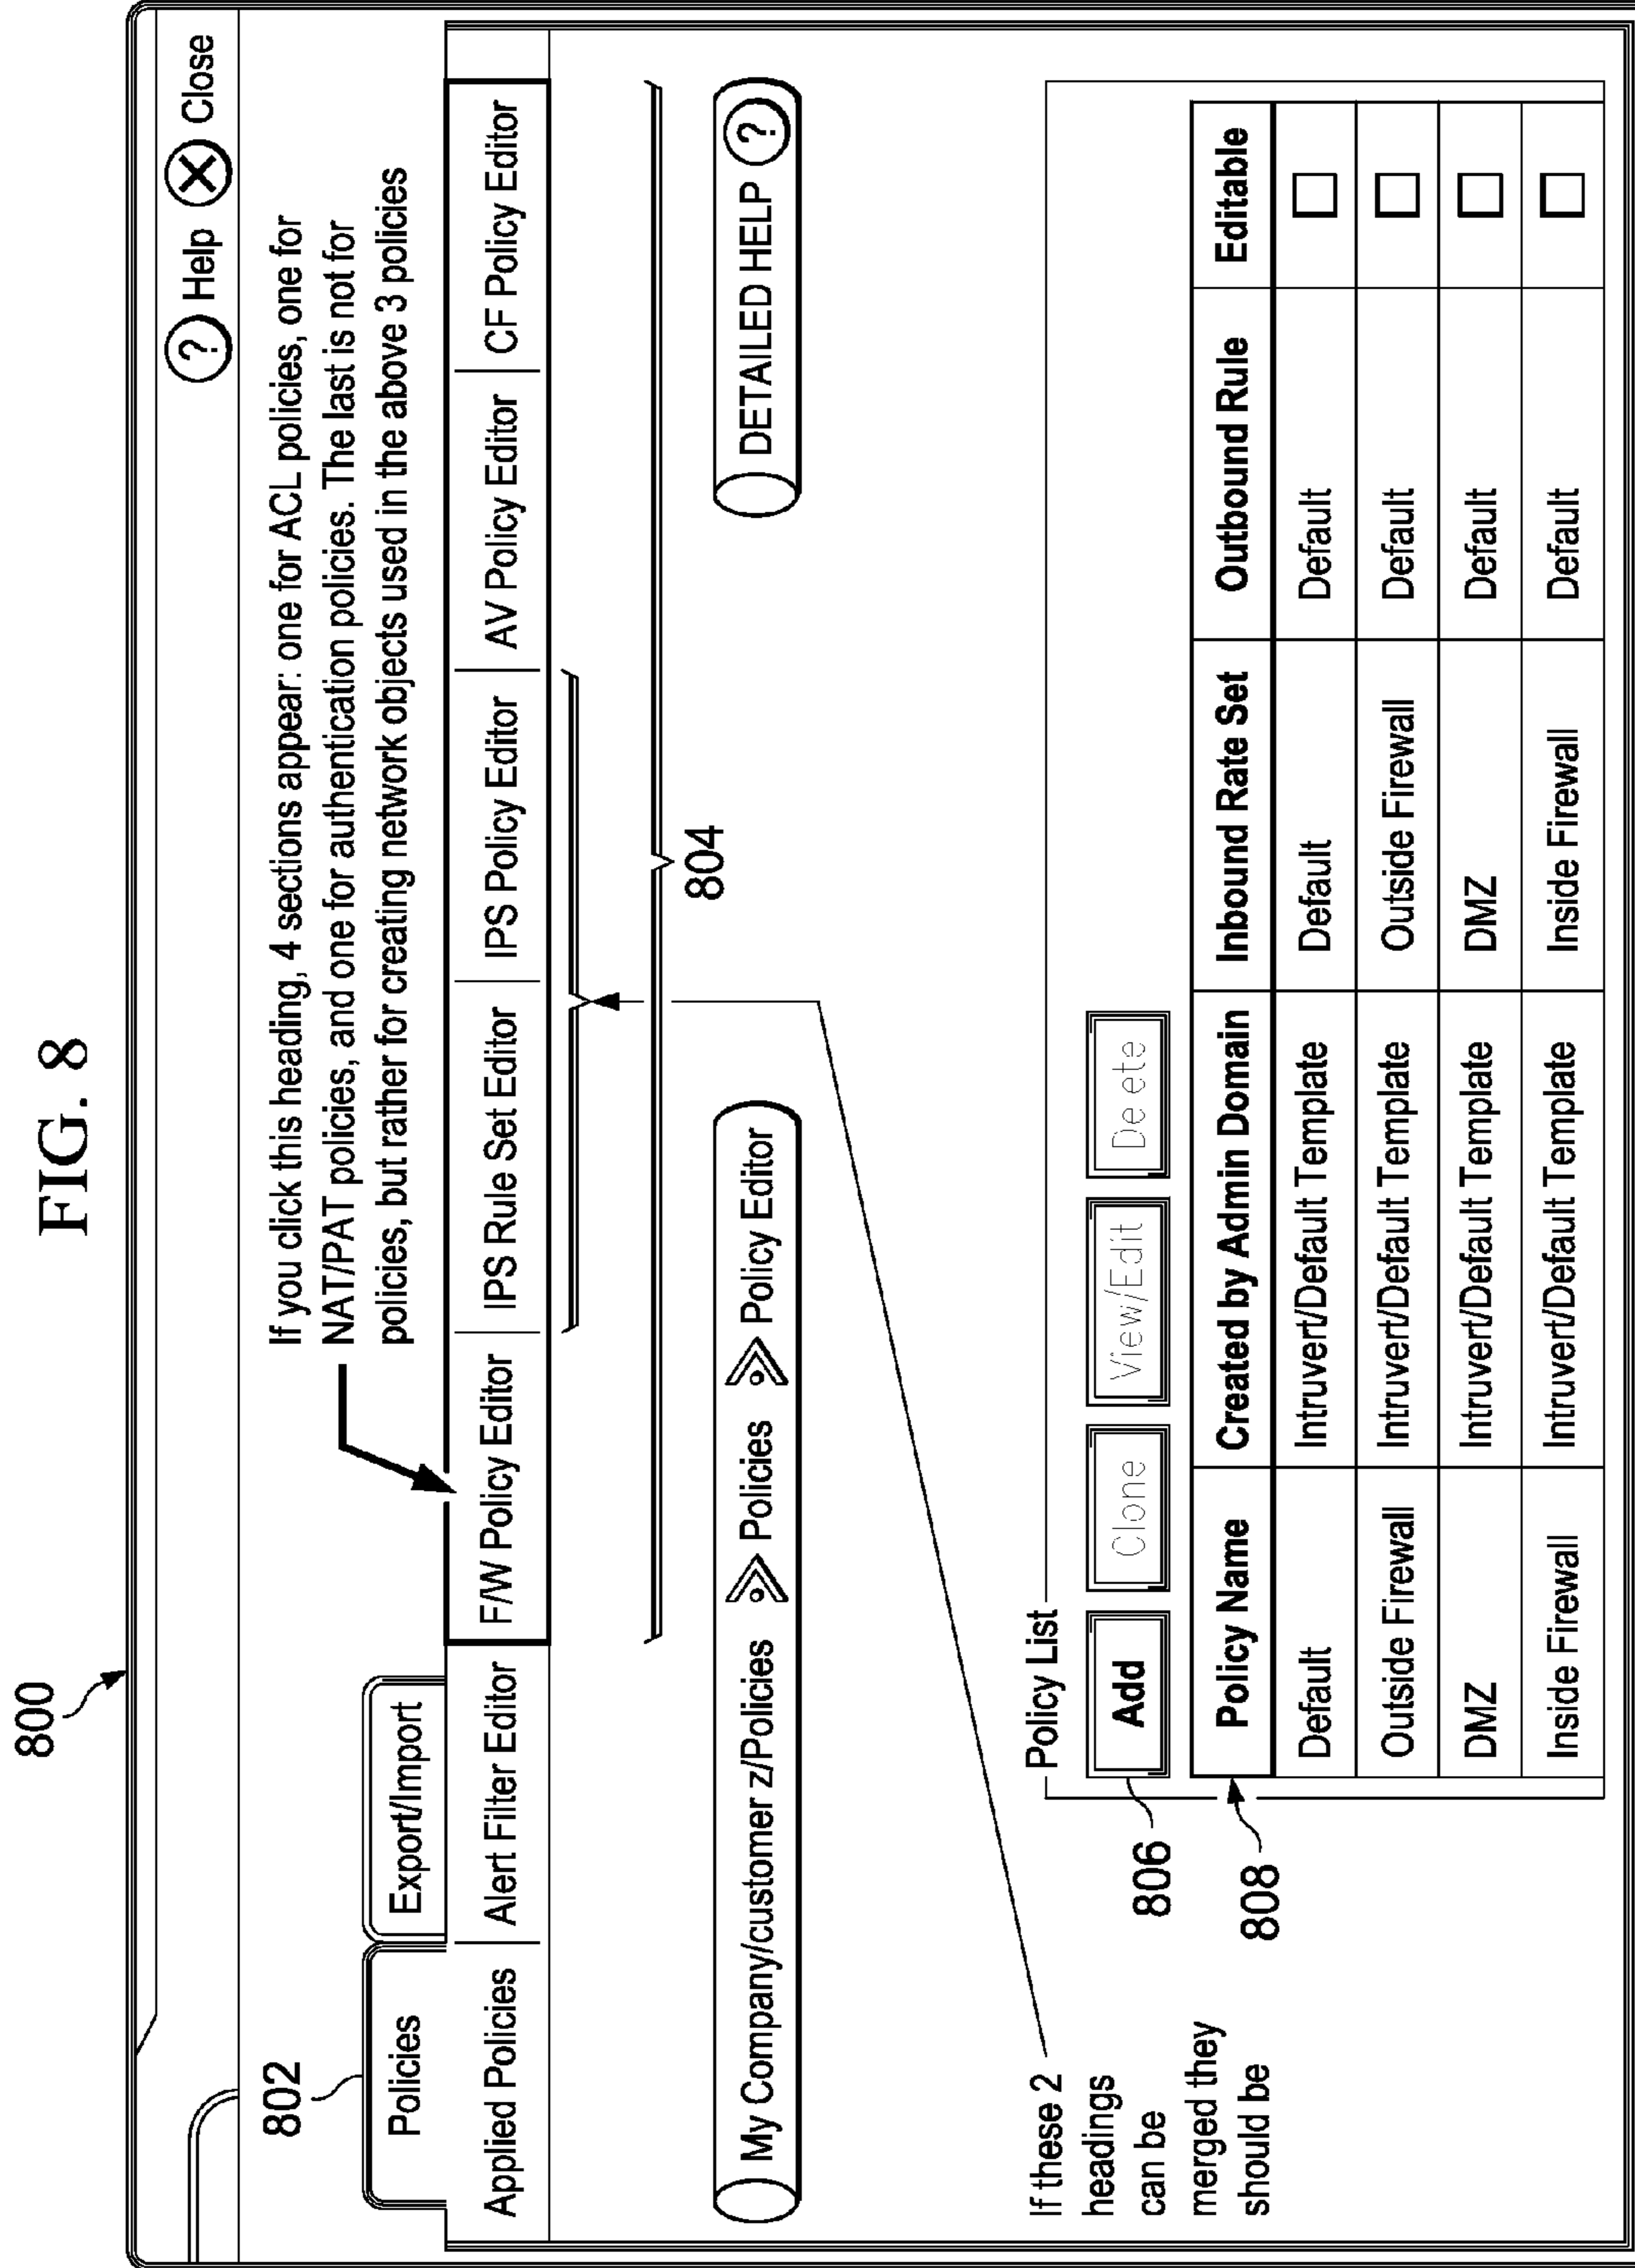 FIG. 8
800
? Help X Close
802
Policies Export/Import
If you click this heading, 4 sections appear: one for ACL policies, one for
NAT/PAT policies, and one for authentication policies. The last is not for
policies, but rather for creating network objects used in the above 3 policies
Applied Policies Alert Filter Editor F/W Policy Editor IPS Rule Set Editor IPS Policy Editor AV Policy Editor CF Policy Editor
804
My Company/customer z/Policies Policies Policy Editor DETAILED HELP ?
If these 2
headings
can be
merged they
should be
Policy List
806
Add Clone View/Edit De ete
808
Policy Name Created by Admin Domain Inbound Rate Set Outbound Rule Editable
Default Intruvert/Default Template Default Default
Outside Firewall Intruvert/Default Template Outside Firewall Default
DMZ Intruvert/Default Template DMZ Default
Inside Firewall Intruvert/Default Template Inside Firewall Default